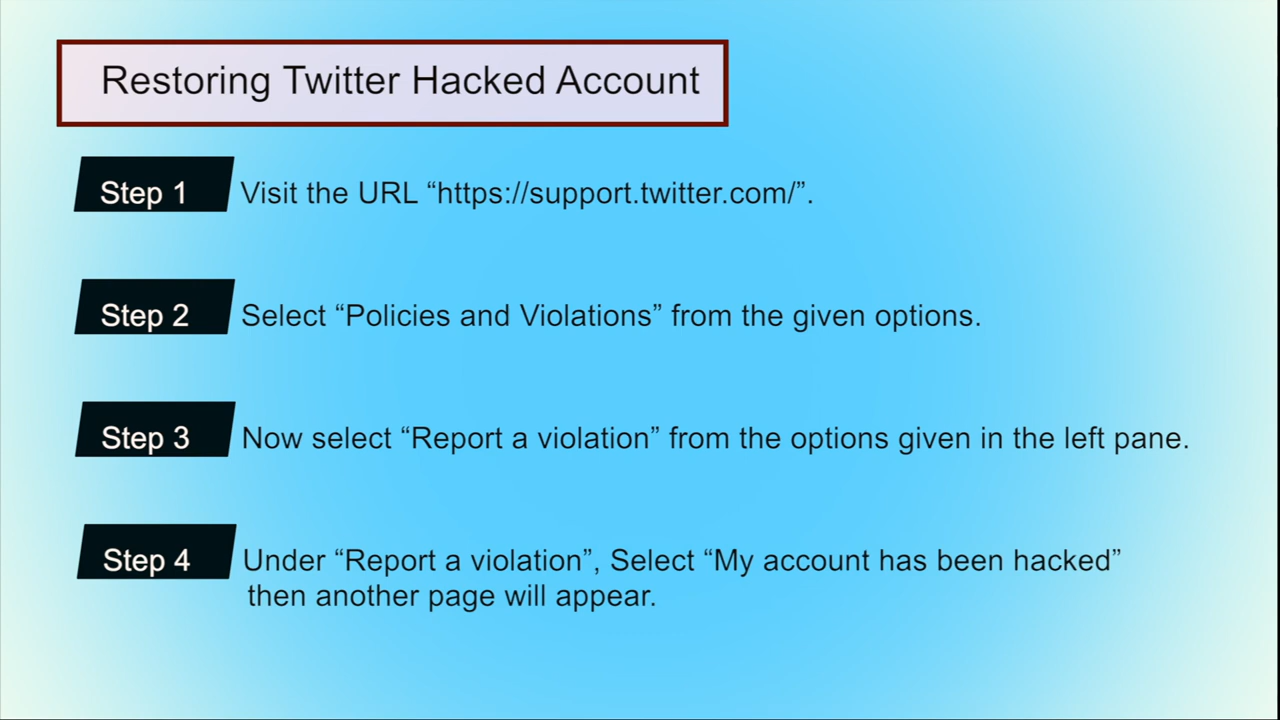 Restoring Twitter Hacked Account
Step 1 Visit the URL “https://support.twitter.com/”.
Step 2 Select “Policies and Violations” from the given options.
Step 3 Now select “Report a violation” from the options given in the left pane.
Step 4 Under “Report a violation”, Select “My account has been hacked”
then another page will appear.